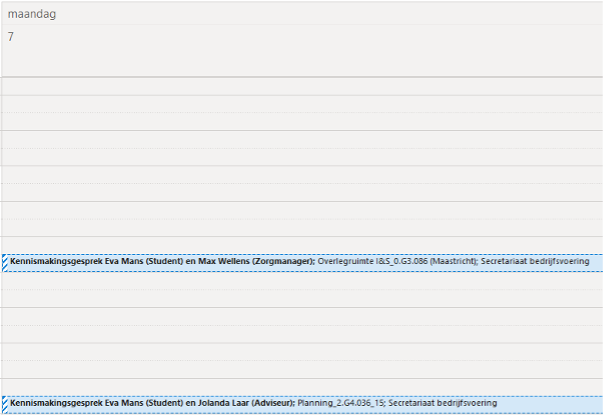 maandag
7
Kennismakingsgesprek Eva Mans (Student) en Max Wellens (Zorgmanager); Overlegruimte I&S_0.G3.086 (Maastricht); Secretariaat bedrijfsvoering
Kennismakingsgesprek Eva Mans (Student) en Jolanda Laar (Adviseur); Planning_2.G4.036_15; Secretariaat bedrijfsvoering